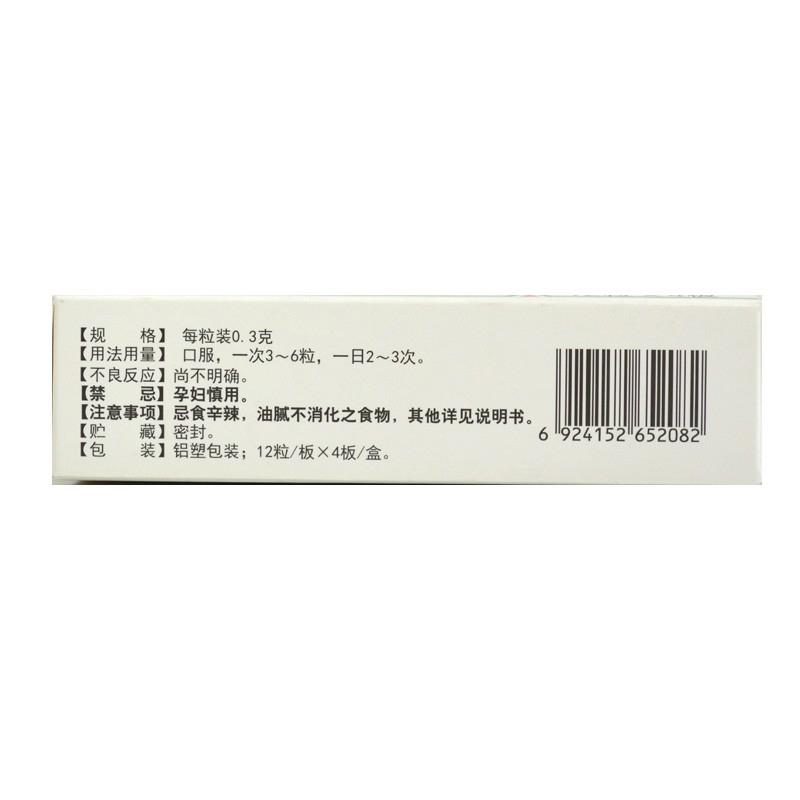 【规　　格】 每粒装0.3克
【用法用量】 口服，一次3～6粒，一日2～3次。
【不良反应】尚不明确。
【禁　　忌】孕妇慎用。
【注意事项】忌食辛辣，油腻不消化之食物，其他详见说明书。
【贮　　藏】密封。
【包　　装】铝塑包装；12粒/板×4板/盒。
6 924152 652082